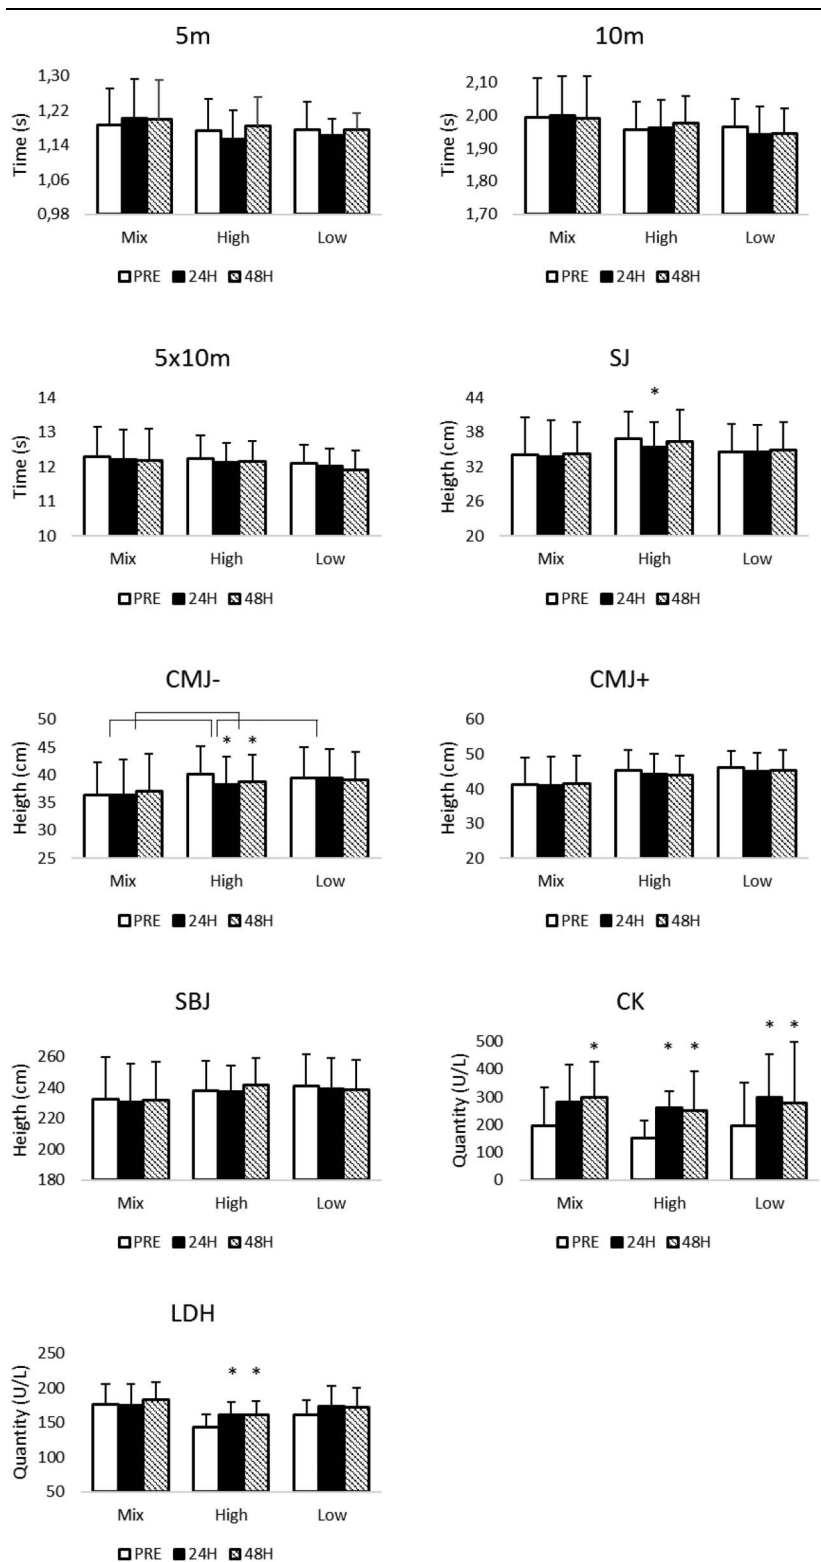 5m
1,30
1,22
1,14
1,06
0,98
Time (s)
Mix High Low
PRE 24H 48H
10m
2,10
2,00
1,90
1,80
1,70
Time (s)
Mix High Low
PRE 24H 48H
5x10m
14
13
12
11
10
Time (s)
Mix High Low
PRE 24H 48H
SJ
*
44
38
32
26
20
Heigth (cm)
Mix High Low
PRE 24H 48H
CMJ-
* *
50
45
40
35
30
25
Heigth (cm)
Mix High Low
PRE 24H 48H
CMJ+
60
50
40
30
20
Heigth (cm)
Mix High Low
PRE 24H 48H
SBJ
260
240
220
200
180
Heigth (cm)
Mix High Low
PRE 24H 48H
CK
* * * * *
500
400
300
200
100
0
Quantity (U/L)
Mix High Low
PRE 24H 48H
LDH
* *
250
200
150
100
50
Quantity (U/L)
Mix High Low
PRE 24H 48H